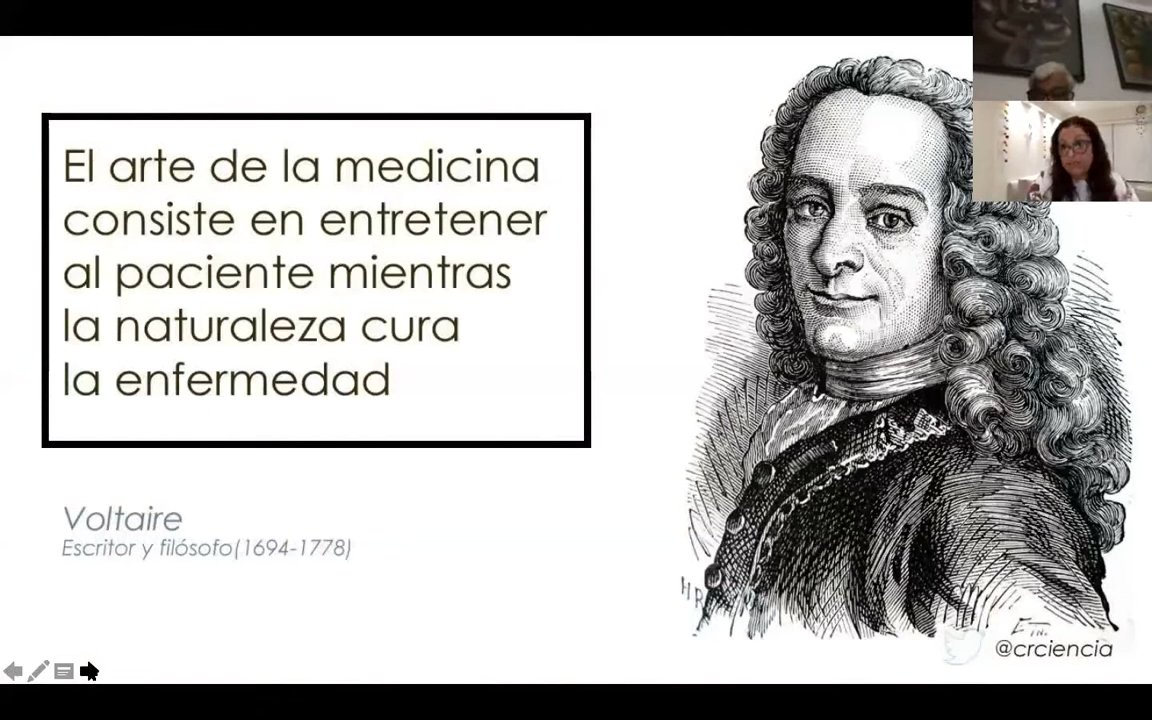 El arte de la medicina
consiste en entretener
al paciente mientras
la naturaleza cura
la enfermedad
Voltaire
Escritor y filósofo(1694-1778)
@crciencia